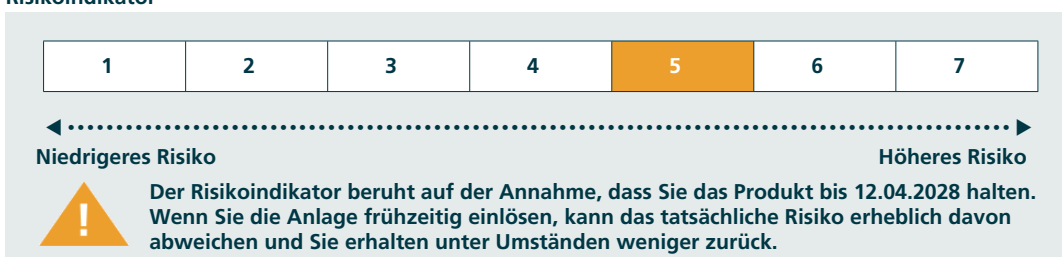 Risikoindikator
1 2 3 4 5 6 7
Niedrigeres Risiko Höheres Risiko
Der Risikoindikator beruht auf der Annahme, dass Sie das Produkt bis 12.04.2028 halten.
! Wenn Sie die Anlage frühzeitig einlösen, kann das tatsächliche Risiko erheblich davon
abweichen und Sie erhalten unter Umständen weniger zurück.